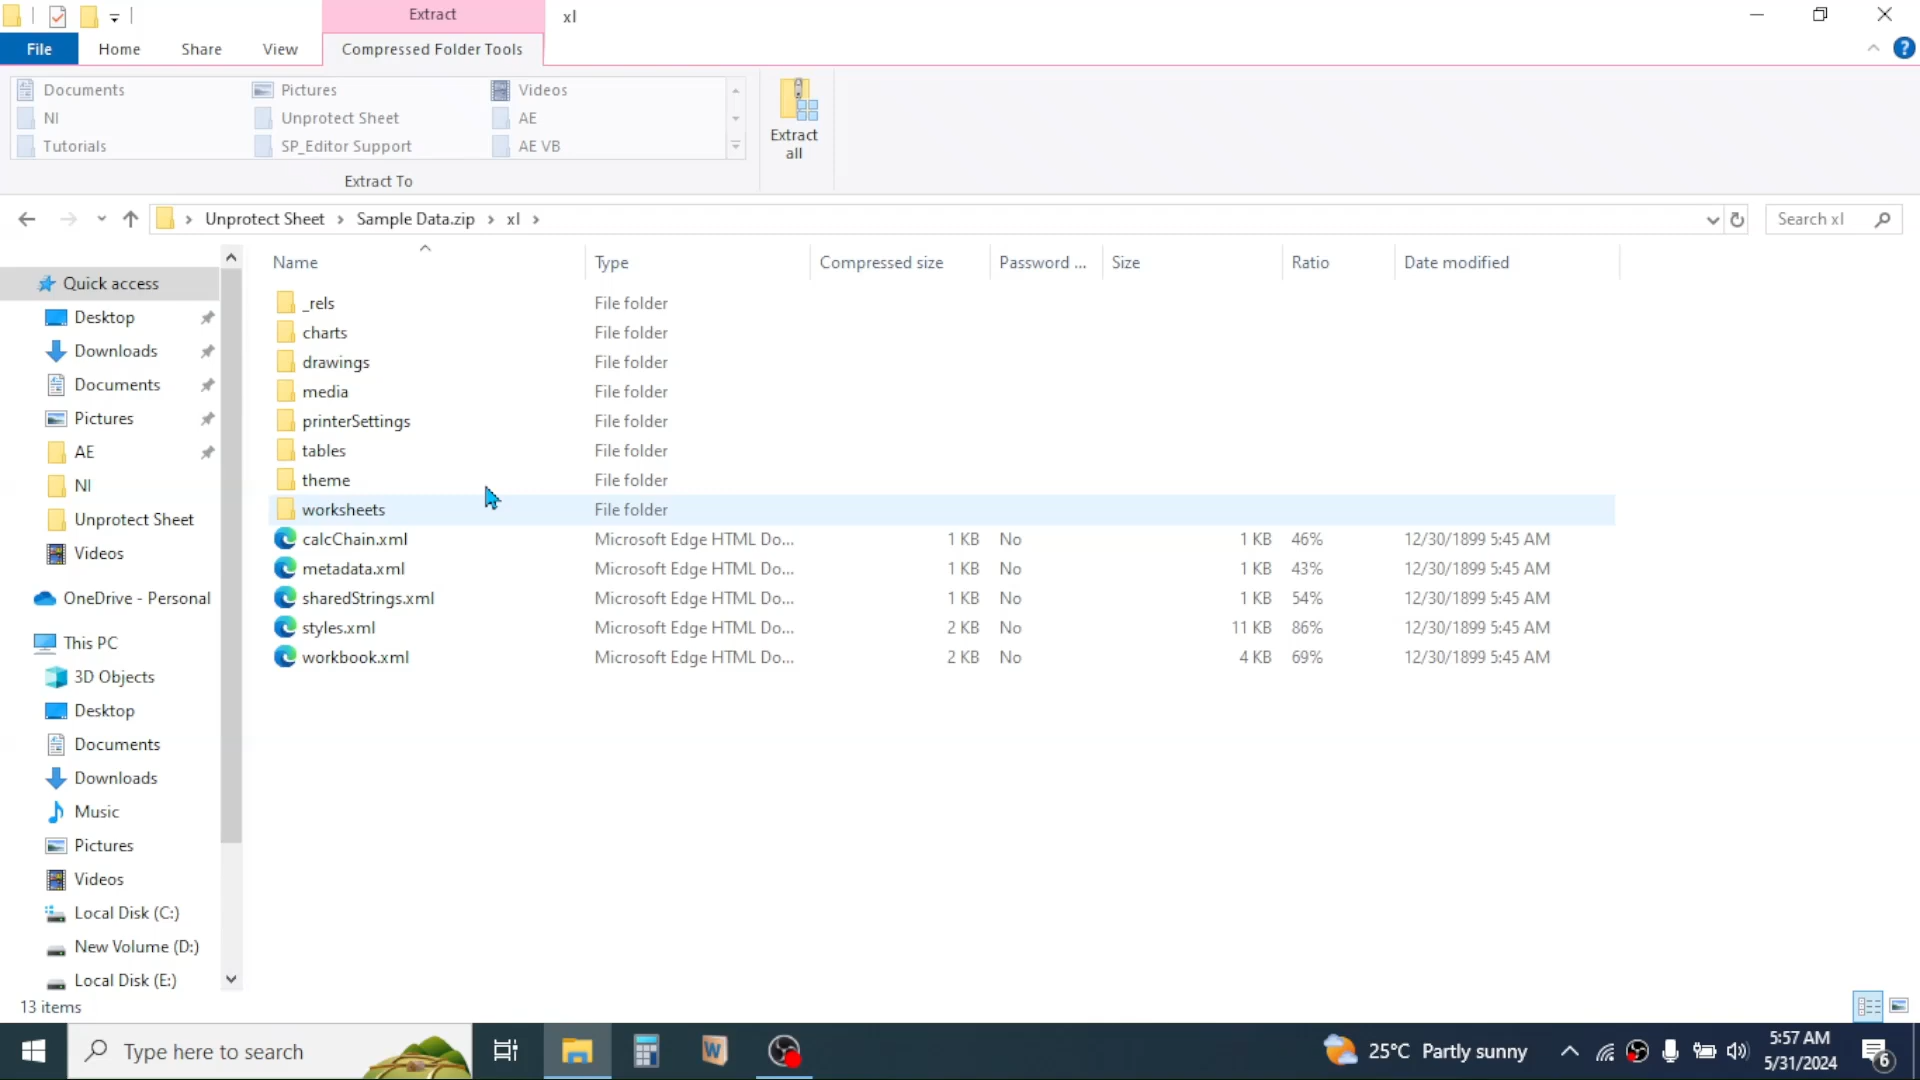 Extract
xl
File
Home
Share
View
Compressed Folder Tools
Documents
Pictures
Videos
NI
Unprotect Sheet
AE
Tutorials
SP_Editor Support
AE VB
Extract To
Extract
all
Unprotect Sheet
Sample Data.zip
xl
Search xl
Name
Type
Compressed size
Password ...
Size
Ratio
Date modified
_rels File folder
charts File folder
drawings File folder
media File folder
printerSettings File folder
tables File folder
theme File folder
worksheets File folder
calcChain.xml Microsoft Edge HTML Do... 1 KB No 1 KB 46% 12/30/1899 5:45 AM
metadata.xml Microsoft Edge HTML Do... 1 KB No 1 KB 43% 12/30/1899 5:45 AM
sharedStrings.xml Microsoft Edge HTML Do... 1 KB No 1 KB 54% 12/30/1899 5:45 AM
styles.xml Microsoft Edge HTML Do... 2 KB No 11 KB 86% 12/30/1899 5:45 AM
workbook.xml Microsoft Edge HTML Do... 2 KB No 4 KB 69% 12/30/1899 5:45 AM
Quick access
Desktop
Downloads
Documents
Pictures
AE
NI
Unprotect Sheet
Videos
OneDrive - Personal
This PC
3D Objects
Desktop
Documents
Downloads
Music
Pictures
Videos
Local Disk (C:)
New Volume (D:)
Local Disk (E:)
13 items
Type here to search
W
25°C Partly sunny
5:57 AM
5/31/2024
6